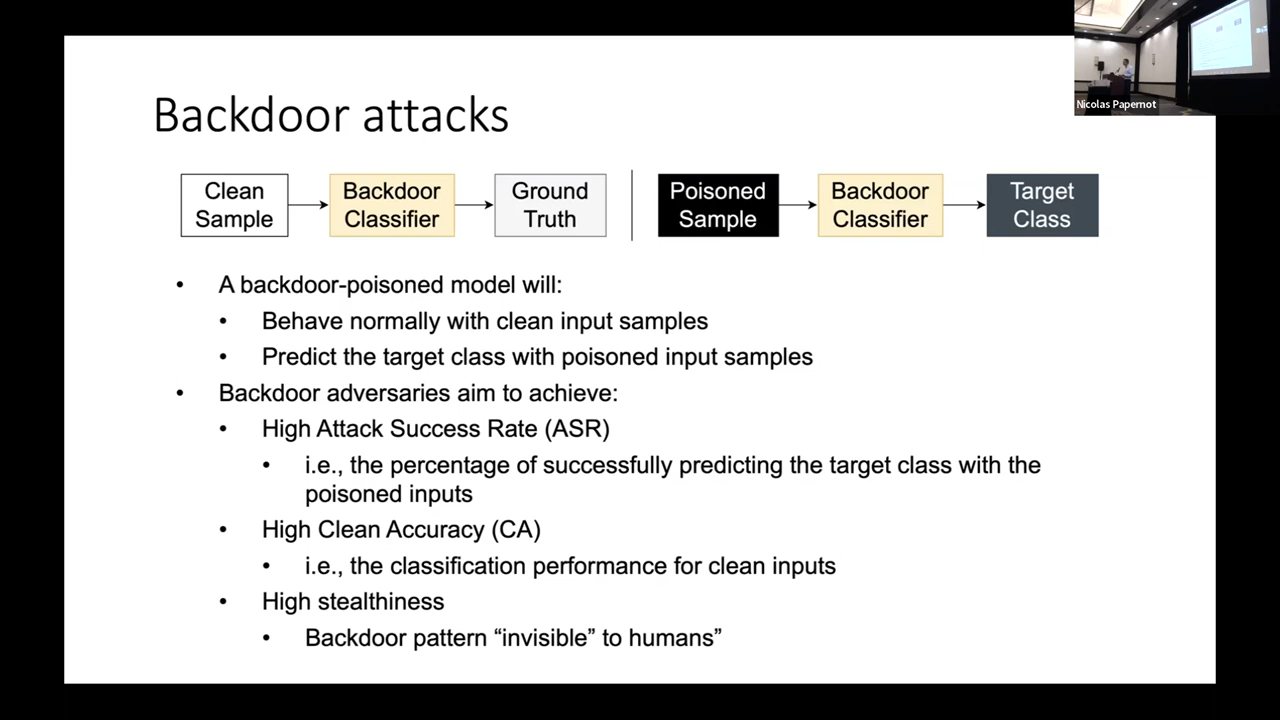 Nicolas Papernot
Backdoor attacks
Clean
Sample
Backdoor
Classifier
Ground
Truth
Poisoned
Sample
Backdoor
Classifier
Target
Class
• A backdoor-poisoned model will:
• Behave normally with clean input samples
• Predict the target class with poisoned input samples
• Backdoor adversaries aim to achieve:
• High Attack Success Rate (ASR)
• i.e., the percentage of successfully predicting the target class with the
poisoned inputs
• High Clean Accuracy (CA)
• i.e., the classification performance for clean inputs
• High stealthiness
• Backdoor pattern “invisible” to humans”